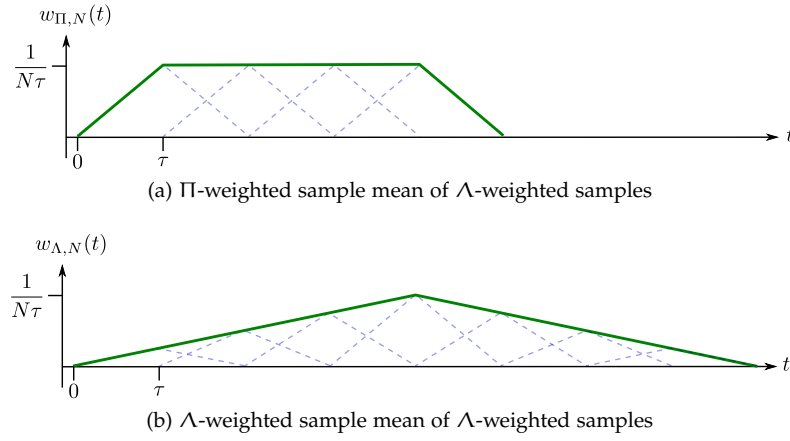 w_{Π,N}(t)
1
Nτ
0
τ
t
(a) Π-weighted sample mean of Λ-weighted samples
w_{Λ,N}(t)
1
Nτ
0
τ
t
(b) Λ-weighted sample mean of Λ-weighted samples